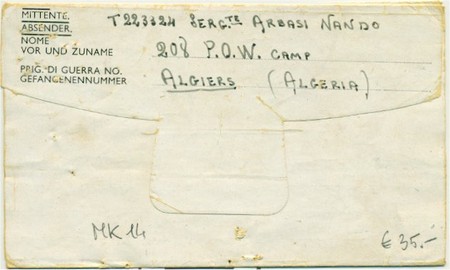 MITTENTE.
ABSENDER.
NOME
VOR UND ZUNAME
PRIG. DI GUERRA NO.
GEFANGENENNUMMER
T223324 SERG.TE ARBASI NANDO
208 P.O.W. CAMP
ALGIERS (ALGERIA)
MK 14
€ 35.-